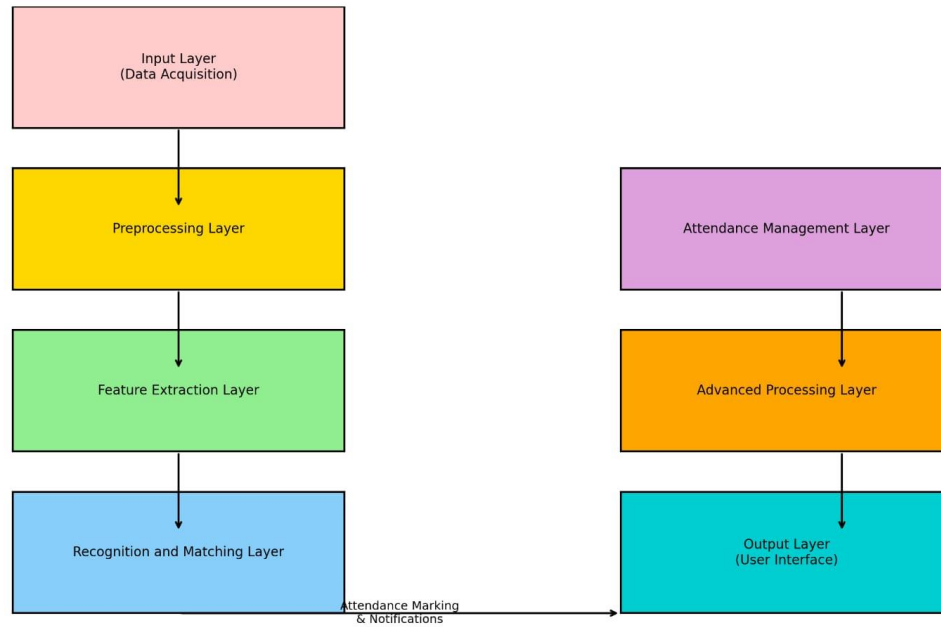 Input Layer
(Data Acquisition)
Preprocessing Layer
Feature Extraction Layer
Recognition and Matching Layer
Attendance Marking
& Notifications
Attendance Management Layer
Advanced Processing Layer
Output Layer
(User Interface)